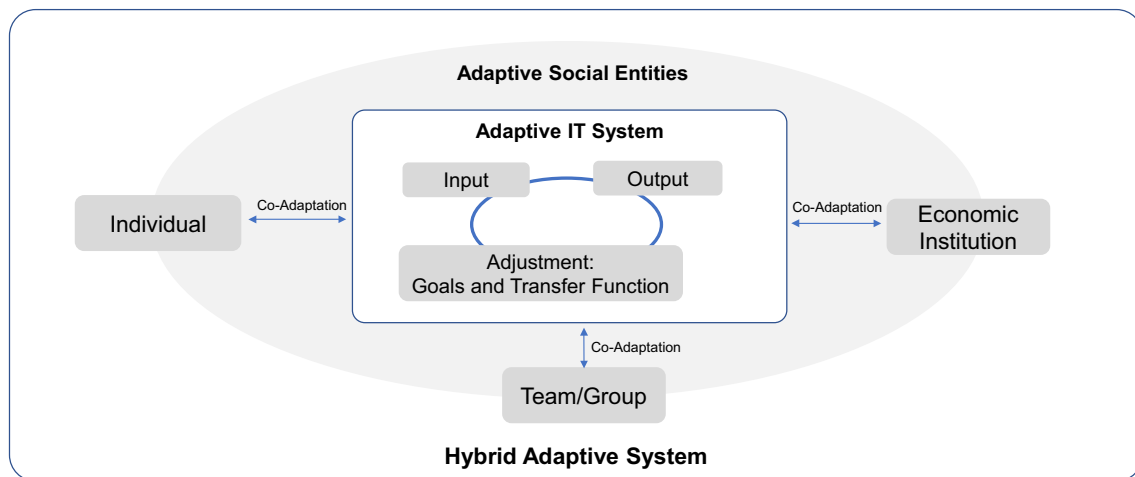 Adaptive Social Entities
Adaptive IT System
Input
Output
Adjustment:
Goals and Transfer Function
Individual
Co-Adaptation
Co-Adaptation
Economic
Institution
Co-Adaptation
Team/Group
Hybrid Adaptive System